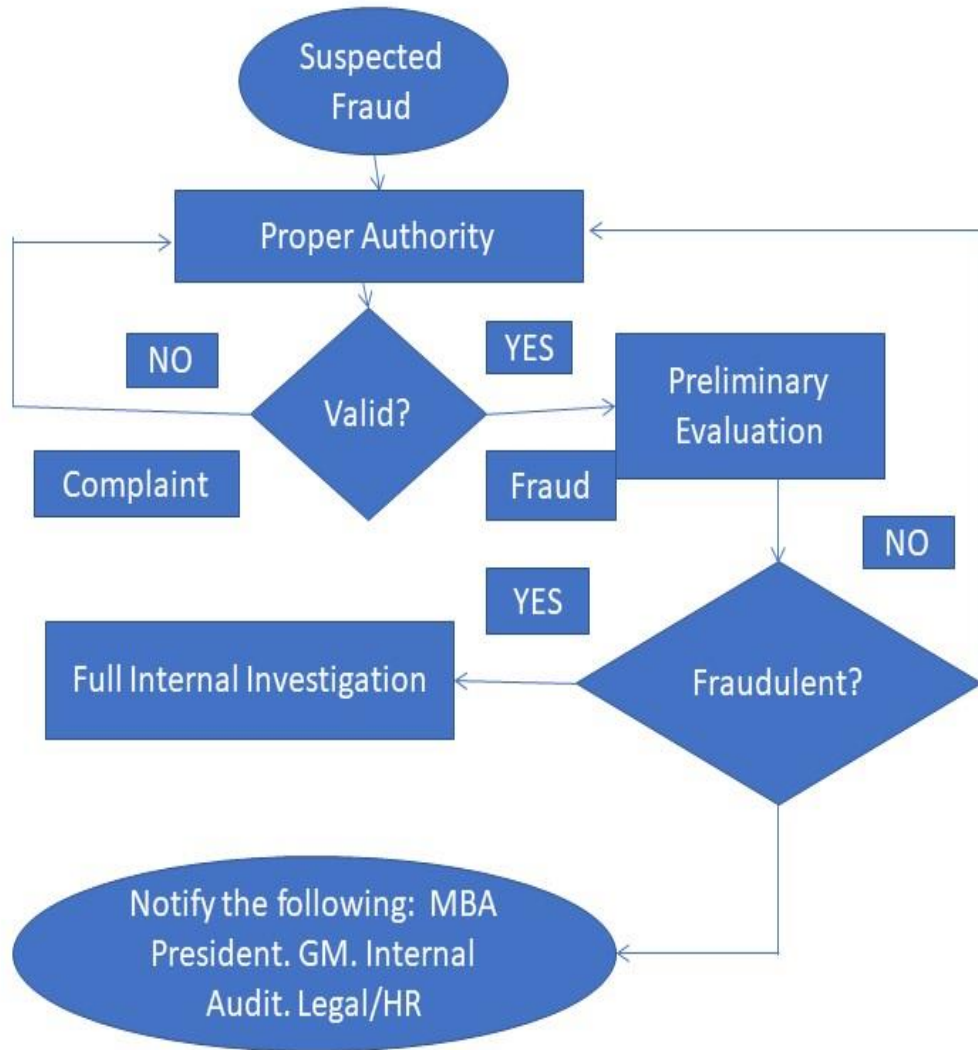 Suspected
Fraud
Proper Authority
NO
YES
Valid?
Preliminary
Evaluation
Complaint
Fraud
NO
YES
Full Internal Investigation
Fraudulent?
Notify the following:  MBA
President. GM. Internal
Audit. Legal/HR